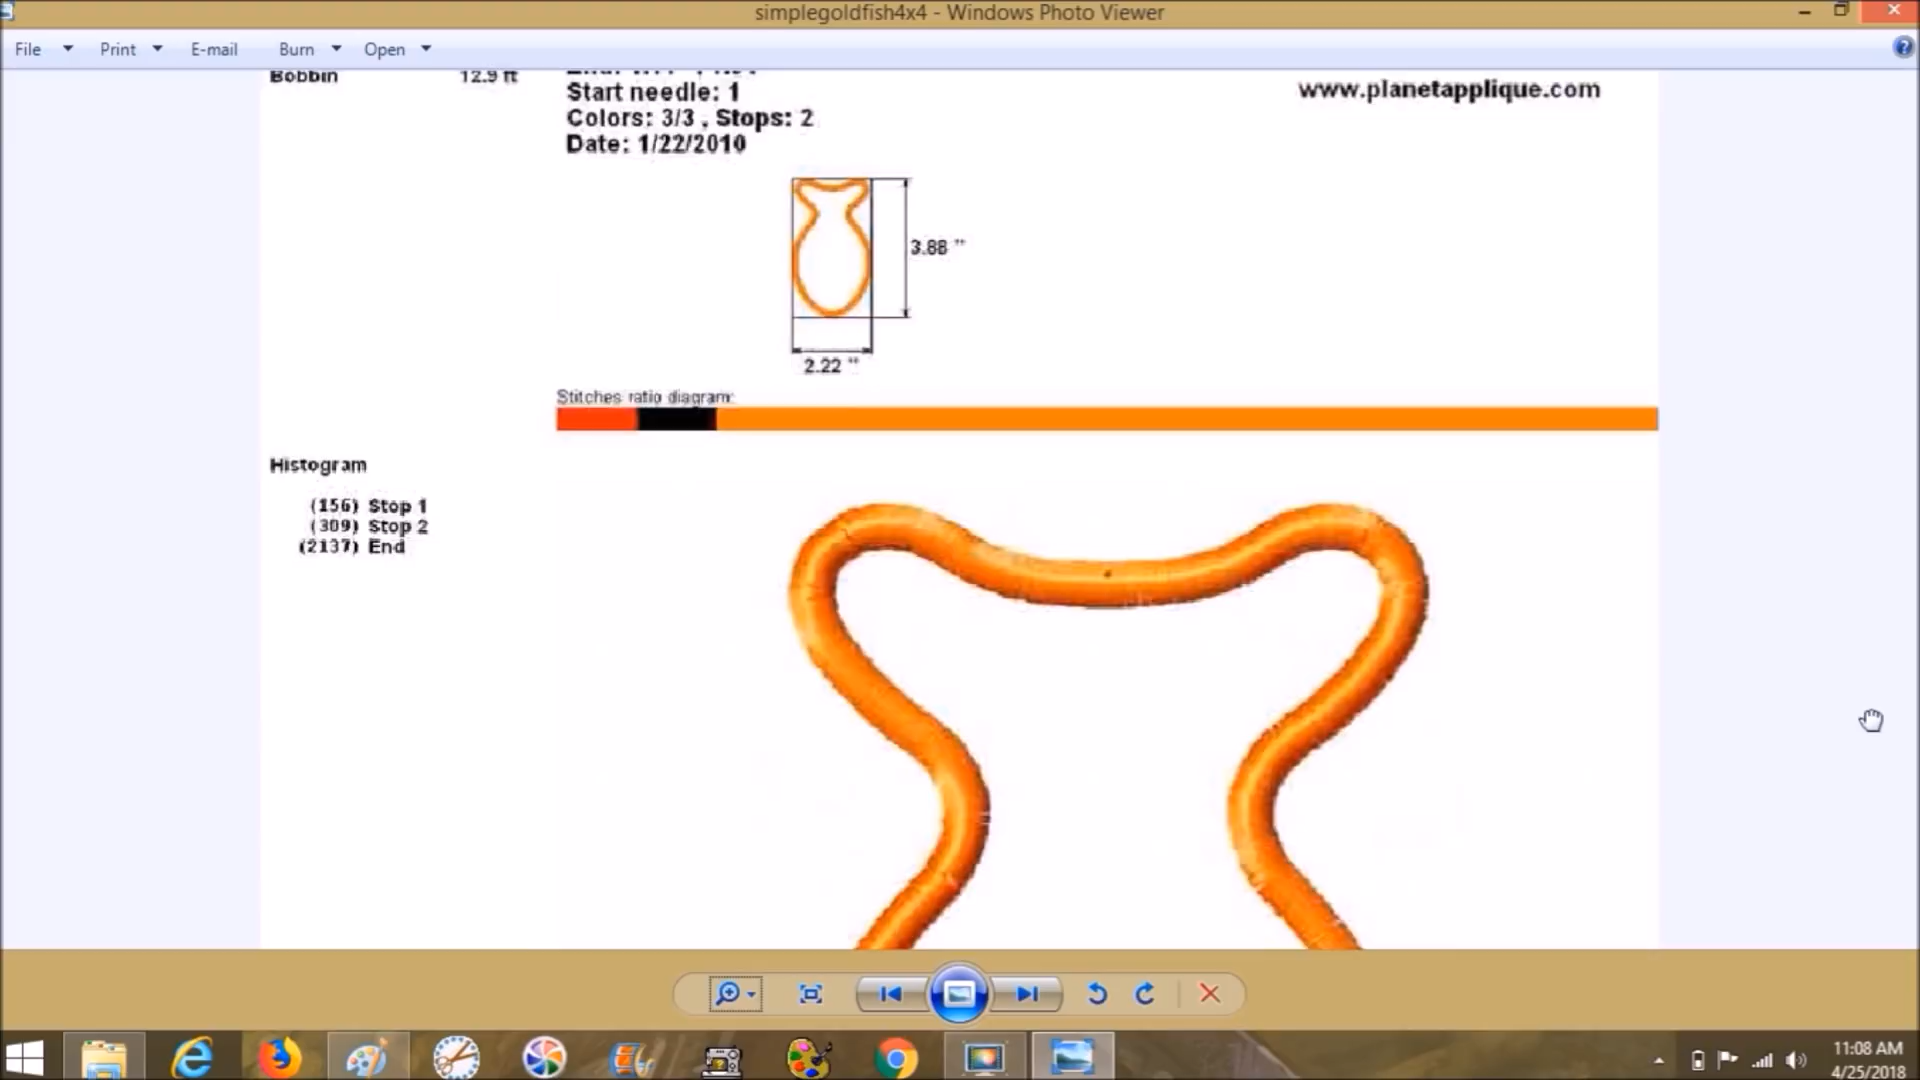 simplegoldfish4x4 - Windows Photo Viewer
File Print E-mail Burn Open
Bobbin 12.9 ft
Start needle: 1
Colors: 3/3 , Stops: 2
Date: 1/22/2010
www.planetapplique.com
3.88 "
2.22 "
Stitches ratio diagram:
Histogram
(156) Stop 1
(309) Stop 2
(2137) End
11:08 AM
4/25/2018